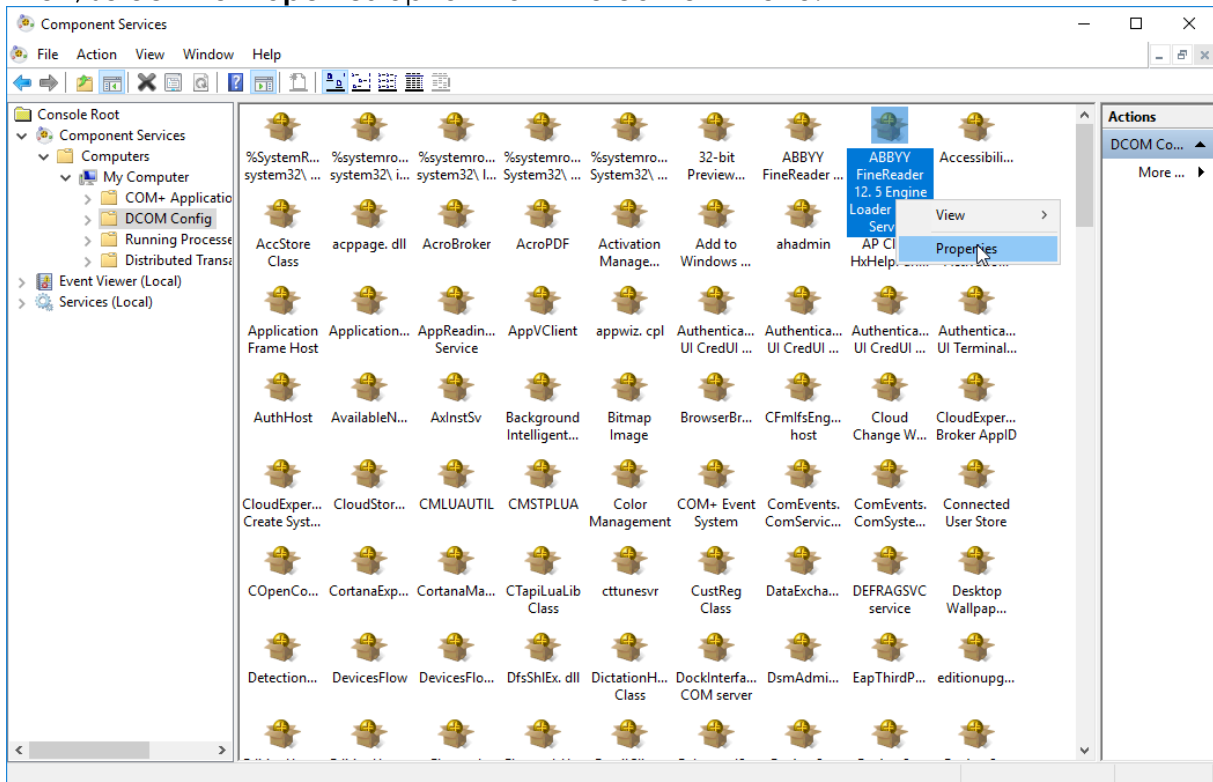 Component Services
File Action View Window Help
Console Root
Component Services
Computers
My Computer
COM+ Applicatio
DCOM Config
Running Processe
Distributed Transa
Event Viewer (Local)
Services (Local)
%SystemR... %systemro... %systemro... %systemro... %systemro... 32-bit ABBYY ABBYY Accessibili...
system32\ ... system32\ i... system32\ l... System32\ ... System32\ ... Preview... FineReader ... FineReader
12. 5 Engine
Loader
Serv
View
Properties
AccStore acppage. dll AcroBroker AcroPDF Activation Add to ahadmin AP Cl
Class Manage... Windows ... HxHelp
Application Application... AppReadin... AppVClient appwiz. cpl Authentica... Authentica... Authentica... Authentica...
Frame Host Service UI CredUI ... UI CredUI ... UI CredUI ... UI Terminal...
AuthHost AvailableN... AxInstSv Background Bitmap BrowserBr... CFmIfsEng... Cloud CloudExper...
Intelligent... Image host Change W... Broker AppID
CloudExper... CloudStor... CMLUAUTIL CMSTPLUA Color COM+ Event ComEvents. ComEvents. Connected
Create Syst... Management System ComServic... ComSyste... User Store
COpenCo... CortanaExp... CortanaMa... CTapiLuaLib cttunesvr CustReg DataExcha... DEFRAGSVC Desktop
Class Class service Wallpap...
Detection... DevicesFlow DevicesFlo... DfsShlEx. dll DictationH... DockInterfa... DsmAdmi... EapThirdP... editionupg...
Class COM server
Actions
DCOM Co...
More ...